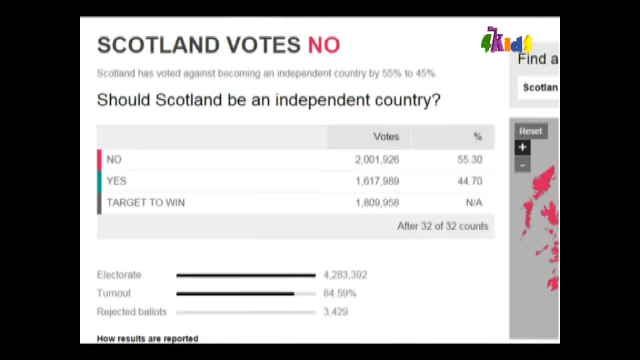 SCOTLAND VOTES NO
4Kids
Scotland has voted against becoming an independent country by 55% to 45%.
Find a
Should Scotland be an independent country?
Scotlan
Votes %
Reset
NO 2,001,926 55.30
+
-
YES 1,617,989 44.70
TARGET TO WIN 1,809,958 N/A
After 32 of 32 counts
Electorate 4,283,392
Turnout 84.59%
Rejected ballots 3,429
How results are reported